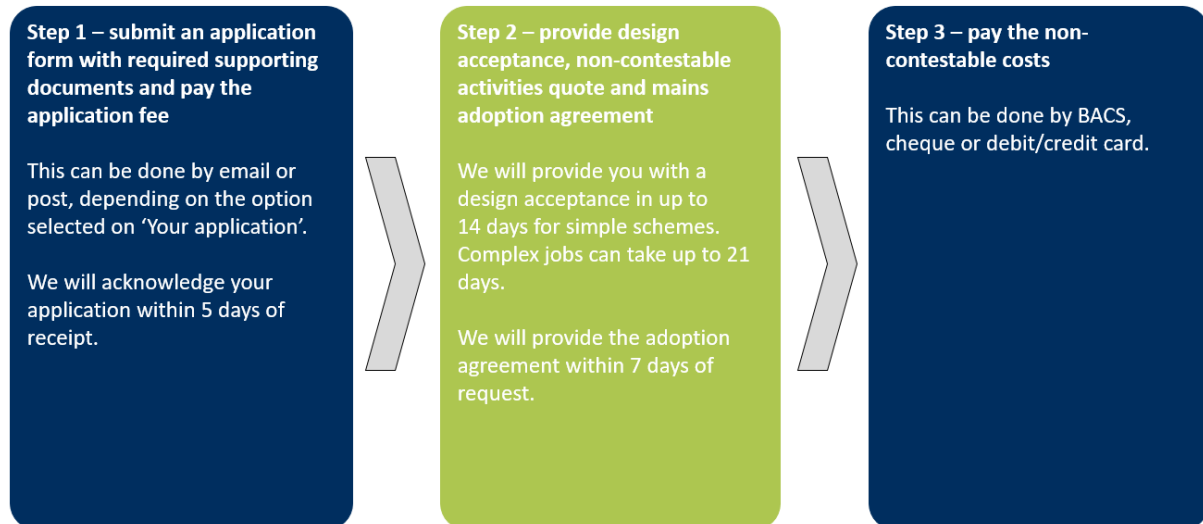 Step 1 – submit an application
form with required supporting
documents and pay the
application fee
This can be done by email or
post, depending on the option
selected on ‘Your application’.
We will acknowledge your
application within 5 days of
receipt.
Step 2 – provide design
acceptance, non-contestable
activities quote and mains
adoption agreement
We will provide you with a
design acceptance in up to
14 days for simple schemes.
Complex jobs can take up to 21
days.
We will provide the adoption
agreement within 7 days of
request.
Step 3 – pay the non-
contestable costs
This can be done by BACS,
cheque or debit/credit card.